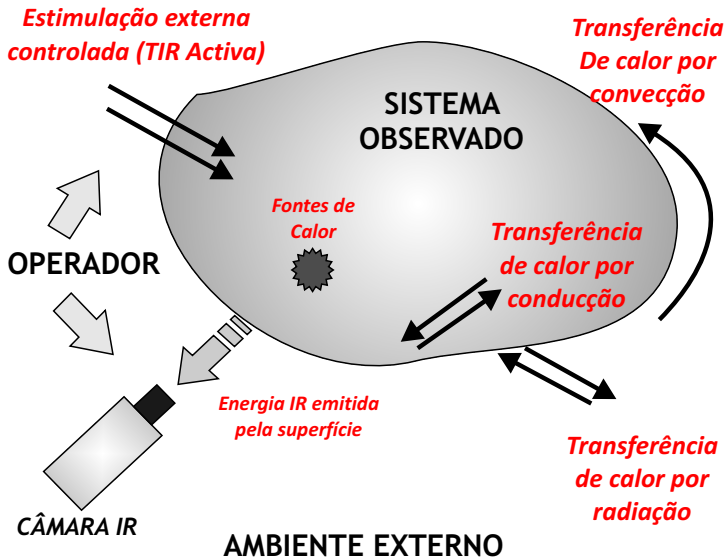 Estimulação externa
controlada (TIR Activa)
Transferência
De calor por
convecção
SISTEMA
OBSERVADO
Fontes de
Calor
Transferência
de calor por
conducção
OPERADOR
Energia IR emitida
pela superfície
Transferência
de calor por
radiação
CÂMARA IR
AMBIENTE EXTERNO